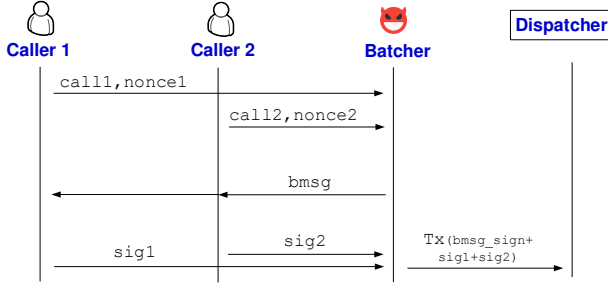 Caller 1
Caller 2
Batcher
Dispatcher
call1,nonce1
call2,nonce2
bmsg
sig1
sig2
Tx(bmsg_sign+
sig1+sig2)